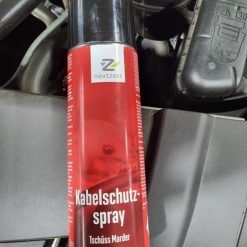 nextzett
Kabelschutz-
spray
Tschüss Marder